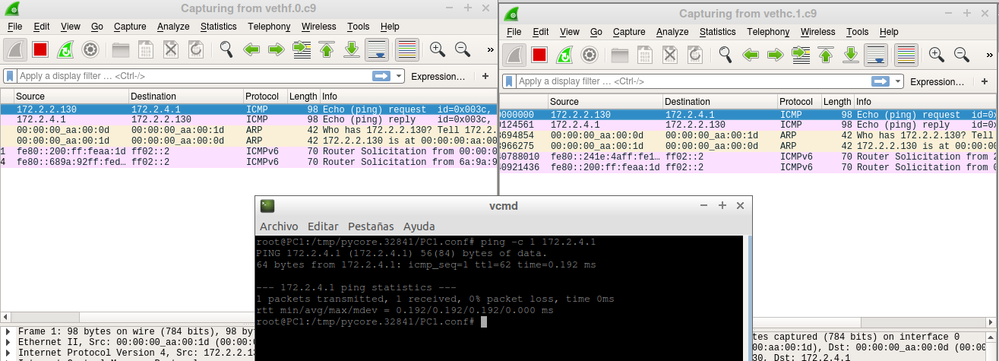 Capturing from vethf.0.c9
File Edit View Go Capture Analyze Statistics Telephony Wireless Tools Help
Apply a display filter ... <Ctrl-/> Expression... +
Source Destination Protocol Length Info
172.2.2.130 172.2.4.1 ICMP 98 Echo (ping) request id=0x003c,
172.2.4.1 172.2.2.130 ICMP 98 Echo (ping) reply id=0x003c,
00:00:00_aa:00:0d 00:00:00_aa:00:1d ARP 42 Who has 172.2.2.130? Tell 172.2.
00:00:00_aa:00:1d 00:00:00_aa:00:0d ARP 42 172.2.2.130 is at 00:00:00:aa:00
1 fe80::200:ff:feaa:1d ff02::2 ICMPv6 70 Router Solicitation from 00:00:0
4 fe80::689a:92ff:fed… ff02::2 ICMPv6 70 Router Solicitation from 6a:9a:9
Frame 1: 98 bytes on wire (784 bits), 98 by
Ethernet II, Src: 00:00:00_aa:00:1d (00:00
Internet Protocol Version 4, Src: 172.2.2.13
Capturing from vethc.1.c9
File Edit View Go Capture Analyze Statistics Telephony Wireless Tools Help
Apply a display filter ... <Ctrl-/> Expression... +
Source Destination Protocol Length Info
0000000 172.2.2.130 172.2.4.1 ICMP 98 Echo (ping) request id=0x
0124561 172.2.4.1 172.2.2.130 ICMP 98 Echo (ping) reply id=0x
3694854 00:00:00_aa:00:0d 00:00:00_aa:00:1d ARP 42 Who has 172.2.2.130? Tell
3966275 00:00:00_aa:00:1d 00:00:00_aa:00:0d ARP 42 172.2.2.130 is at 00:00:00
40788010 fe80::241e:4aff:fe1… ff02::2 ICMPv6 70 Router Solicitation from 2
40921436 fe80::200:ff:feaa:1d ff02::2 ICMPv6 70 Router Solicitation from 0
tes captured (784 bits) on interface 0
aa:00:1d), Dst: 00:00:00_aa:00:0d (00:00
30, Dst: 172.2.4.1
vcmd
Archivo Editar Pestañas Ayuda
root@PC1:/tmp/pycore.32841/PC1.conf# ping -c 1 172.2.4.1
PING 172.2.4.1 (172.2.4.1) 56(84) bytes of data.
64 bytes from 172.2.4.1: icmp_seq=1 ttl=62 time=0.192 ms
--- 172.2.4.1 ping statistics ---
1 packets transmitted, 1 received, 0% packet loss, time 0ms
rtt min/avg/max/mdev = 0.192/0.192/0.192/0.000 ms
root@PC1:/tmp/pycore.32841/PC1.conf#